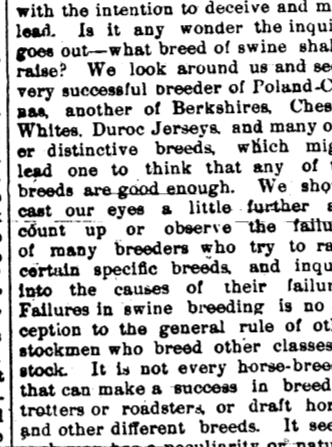 with the intention to deceive and m
lead. Is it any wonder the inqui
goes out—what breed of swine shal
raise? We look around us and se
very successful breeder of Poland-C
nas, another of Berkshires, Ches
Whites, Duroc Jerseys, and many o
er distinctive breeds, which mig
lead one to think that any of
breeds are good enough. We sho
cast our eyes a little further a
count up or observe the failu
of many breeders who try to ra
certain specific breeds, and inqu
into the causes of their failur
Failures in swine breeding is no
ception to the general rule of ot
stockmen who breed other classes
stock. It is not every horse-bree
that can make a success in breed
trotters or roadsters, or draft hor
and other different breeds. It see